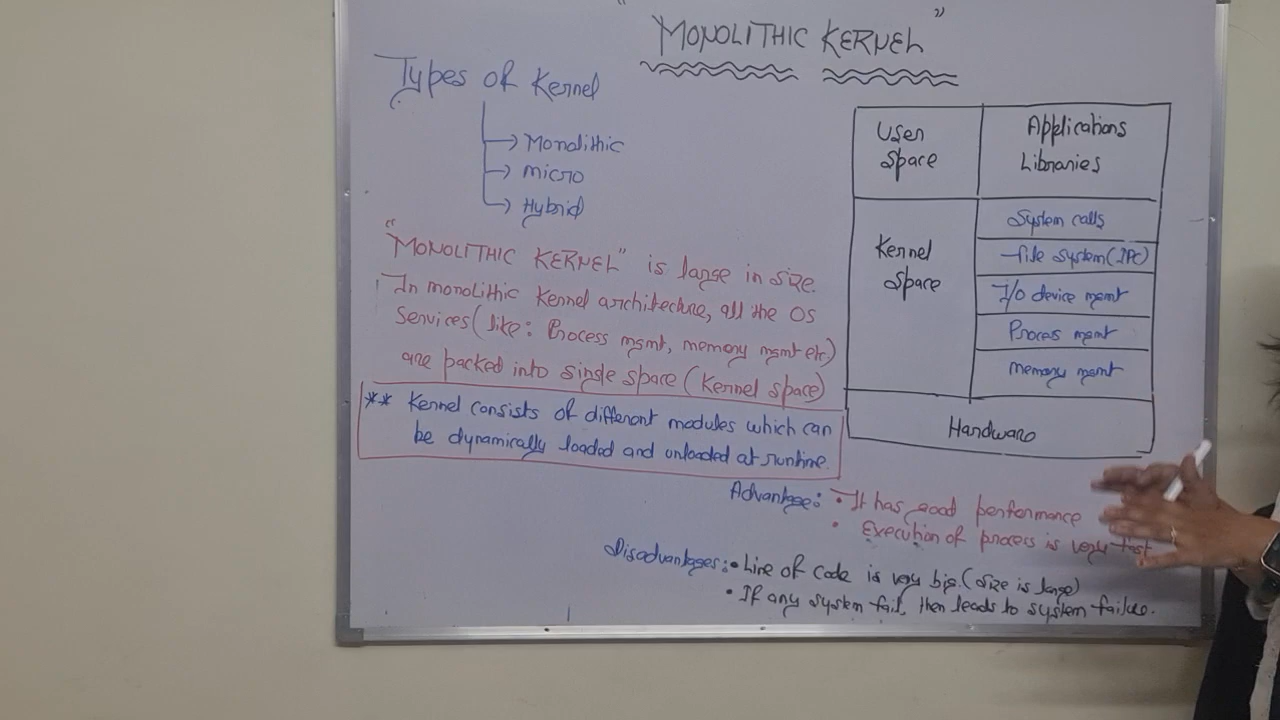 " MONOLITHIC KERNEL "
Types of Kernel
→ Monolithic
→ micro
→ Hybrid
"MONOLITHIC KERNEL" is large in size.
In monolithic Kernel architecture, all the OS
Services (like: Process mgmt, memory mgmt etc.)
are packed into single space (Kernel space)
** Kernel consists of different modules which can
be dynamically loaded and unloaded at runtime.
User
Space
Applications
Libraries
Kernel
Space
System calls
file system (IPC)
I/O device mgmt
Process mgmt
memory mgmt
Hardware
Advantage: • It has good performance
• Execution of process is very fast
Disadvantages: • Line of code is very big. (size is large)
• If any system fail, then leads to system failure.